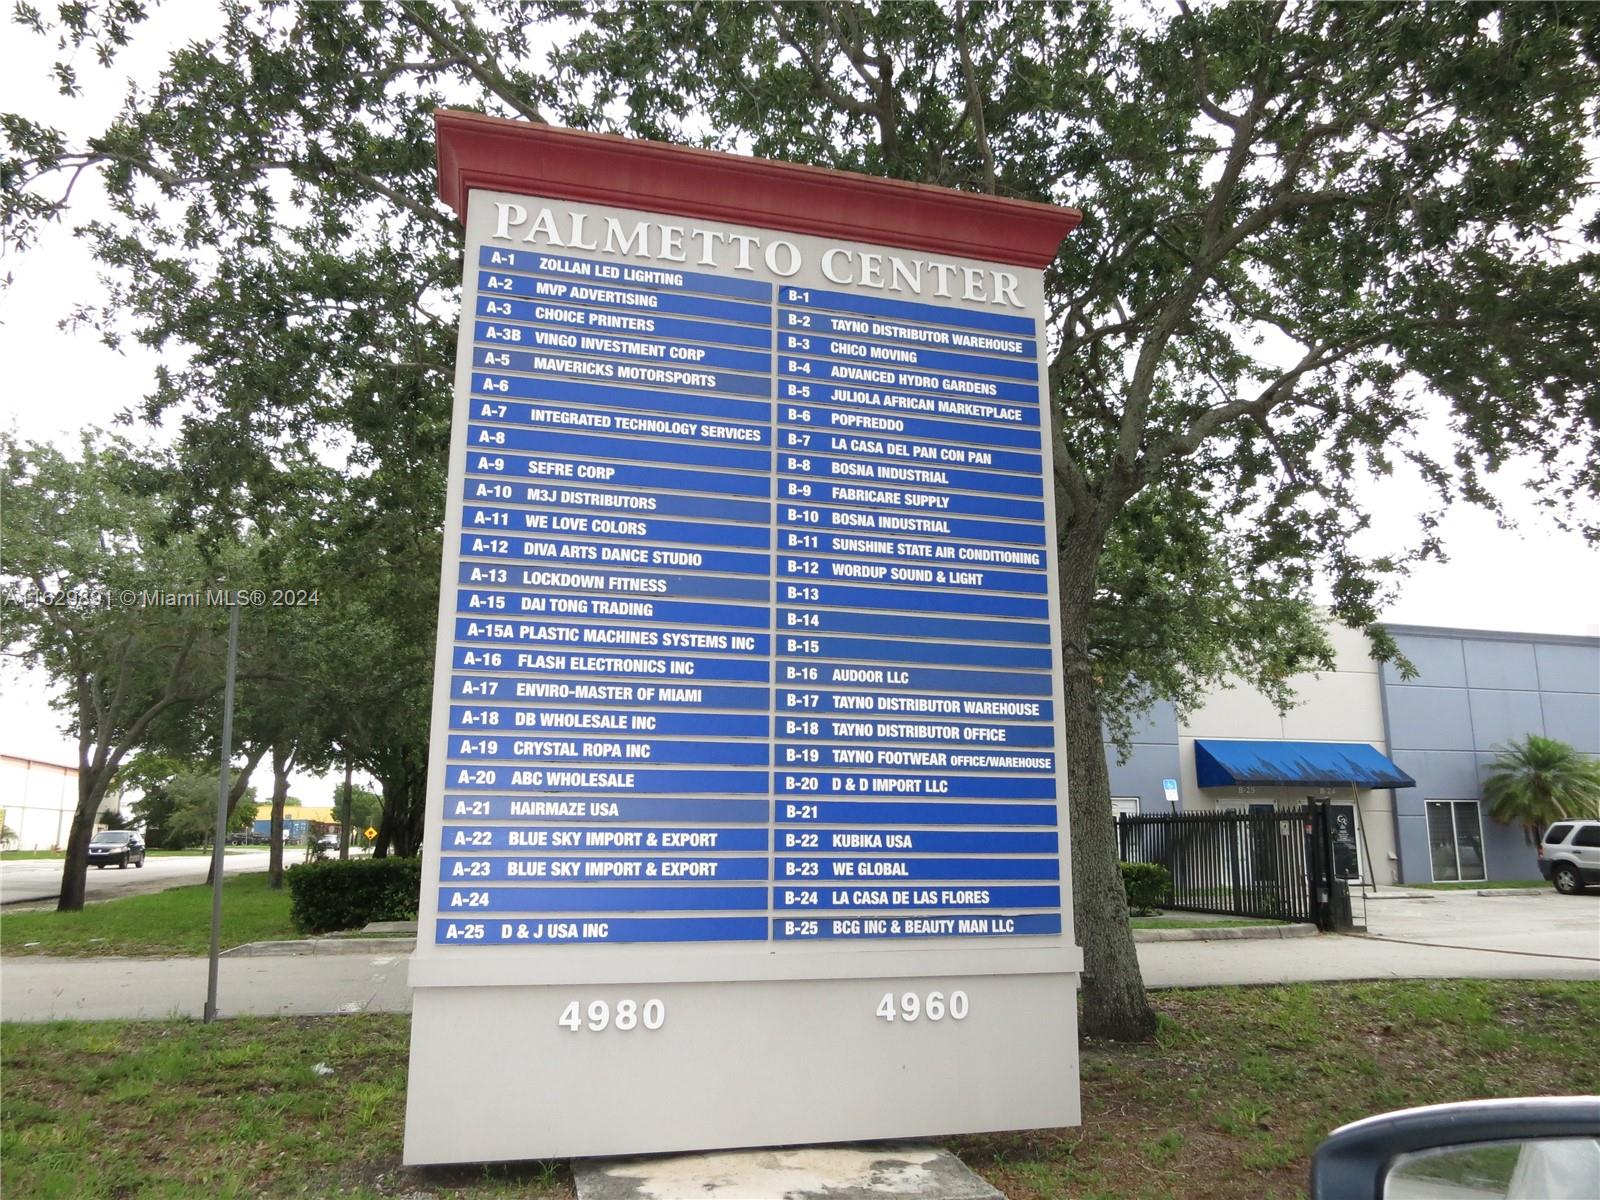 PALMETTO CENTER
A-1 ZOLLAN LED LIGHTING
A-2 MVP ADVERTISING
A-3 CHOICE PRINTERS
A-3B VINGO INVESTMENT CORP
A-5 MAVERICKS MOTORSPORTS
A-6
A-7 INTEGRATED TECHNOLOGY SERVICES
A-8
A-9 SEFRE CORP
A-10 M3J DISTRIBUTORS
A-11 WE LOVE COLORS
A-12 DIVA ARTS DANCE STUDIO
A-13 LOCKDOWN FITNESS
A-15 DAI TONG TRADING
A-15A PLASTIC MACHINES SYSTEMS INC
A-16 FLASH ELECTRONICS INC
A-17 ENVIRO-MASTER OF MIAMI
A-18 DB WHOLESALE INC
A-19 CRYSTAL ROPA INC
A-20 ABC WHOLESALE
A-21 HAIRMAZE USA
A-22 BLUE SKY IMPORT & EXPORT
A-23 BLUE SKY IMPORT & EXPORT
A-24
A-25 D & J USA INC
4980
B-1
B-2 TAYNO DISTRIBUTOR WAREHOUSE
B-3 CHICO MOVING
B-4 ADVANCED HYDRO GARDENS
B-5 JULIOLA AFRICAN MARKETPLACE
B-6 POPFREDDO
B-7 LA CASA DEL PAN CON PAN
B-8 BOSNA INDUSTRIAL
B-9 FABRICARE SUPPLY
B-10 BOSNA INDUSTRIAL
B-11 SUNSHINE STATE AIR CONDITIONING
B-12 WORDUP SOUND & LIGHT
B-13
B-14
B-15
B-16 AUDOOR LLC
B-17 TAYNO DISTRIBUTOR WAREHOUSE
B-18 TAYNO DISTRIBUTOR OFFICE
B-19 TAYNO FOOTWEAR OFFICE/WAREHOUSE
B-20 D & D IMPORT LLC
B-21
B-22 KUBIKA USA
B-23 WE GLOBAL
B-24 LA CASA DE LAS FLORES
B-25 BCG INC & BEAUTY MAN LLC
4960
B-25 B-24
© Miami MLS® 2024